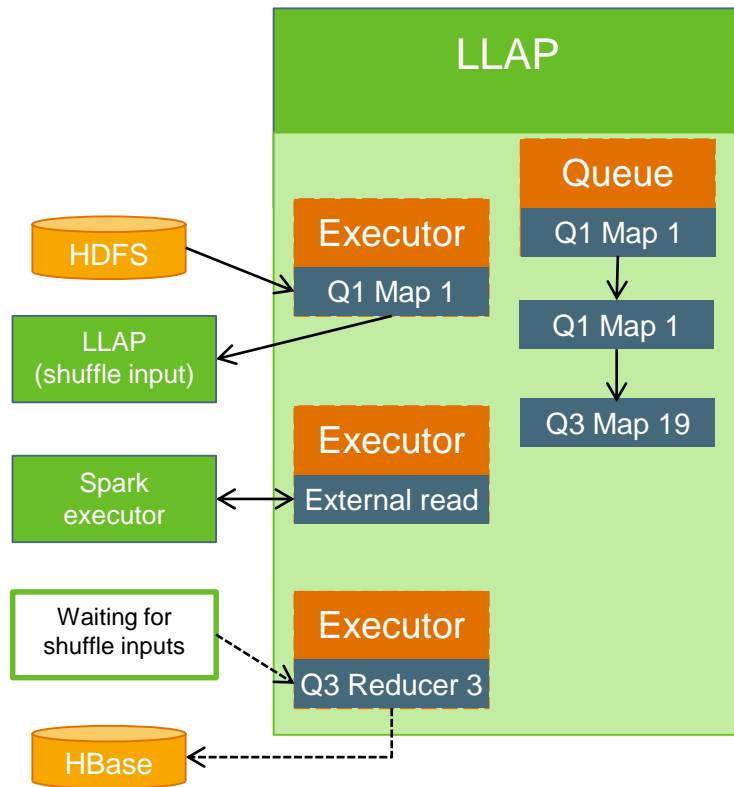 LLAP
Queue
Q1 Map 1
Q1 Map 1
Q3 Map 19
HDFS
Executor
Q1 Map 1
LLAP
(shuffle input)
Executor
External read
Spark
executor
Waiting for
shuffle inputs
Executor
Q3 Reducer 3
HBase